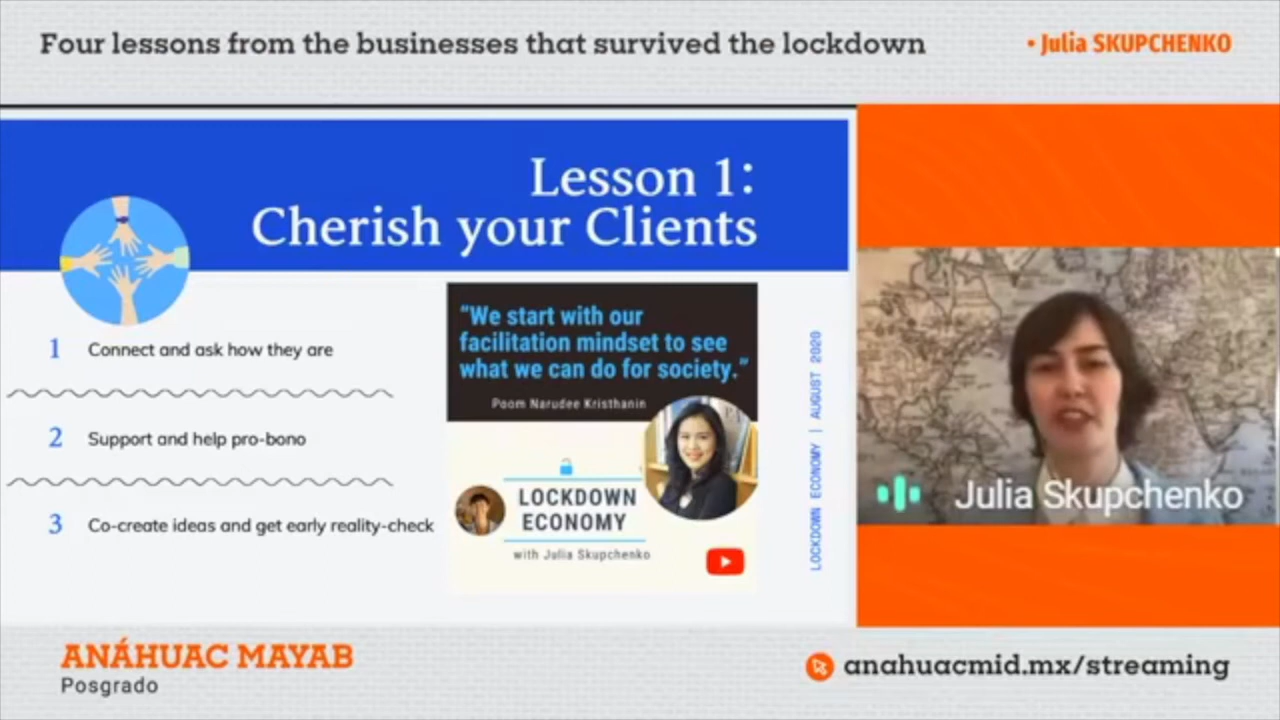 Four lessons from the businesses that survived the lockdown
• Julia SKUPCHENKO
Lesson 1:
Cherish your Clients
1 Connect and ask how they are
2 Support and help pro-bono
3 Co-create ideas and get early reality-check
“We start with our
facilitation mindset to see
what we can do for society.”
Poom Narudee Kristhanin
LOCKDOWN
ECONOMY
with Julia Skupchenko
LOCKDOWN ECONOMY | AUGUST 2020
Julia Skupchenko
ANÁHUAC MAYAB
Posgrado
anahuacmid.mx/streaming